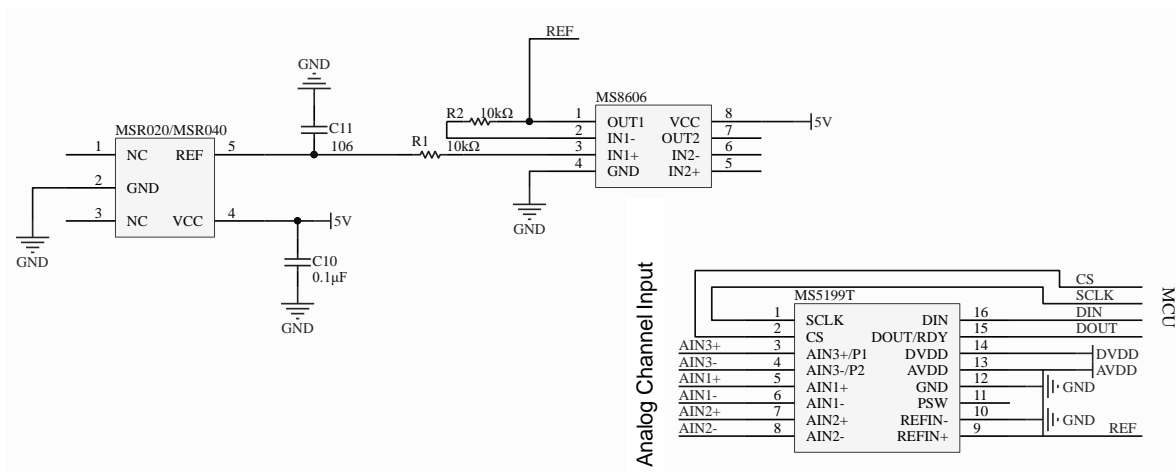 REF
GND
MS8606
R2 10kΩ
1 OUT1 VCC 8 5V
2 IN1- OUT2 7
3 IN1+ IN2- 6
4 GND IN2+ 5
GND
C11
106
R1 10kΩ
MSR020/MSR040
1 NC REF 5
2 GND
3 NC VCC 4 5V
GND
C10
0.1μF
GND
Analog Channel Input
MS5199T
CS
SCLK
MCU
1 SCLK DIN 16 DIN
2 CS DOUT/RDY 15 DOUT
AIN3+ 3 AIN3+/P1 DVDD 14 DVDD
AIN3- 4 AIN3-/P2 AVDD 13 AVDD
AIN1+ 5 AIN1+ GND 12 GND
AIN1- 6 AIN1- PSW 11
AIN2+ 7 AIN2+ REFIN- 10 GND
AIN2- 8 AIN2- REFIN+ 9 REF